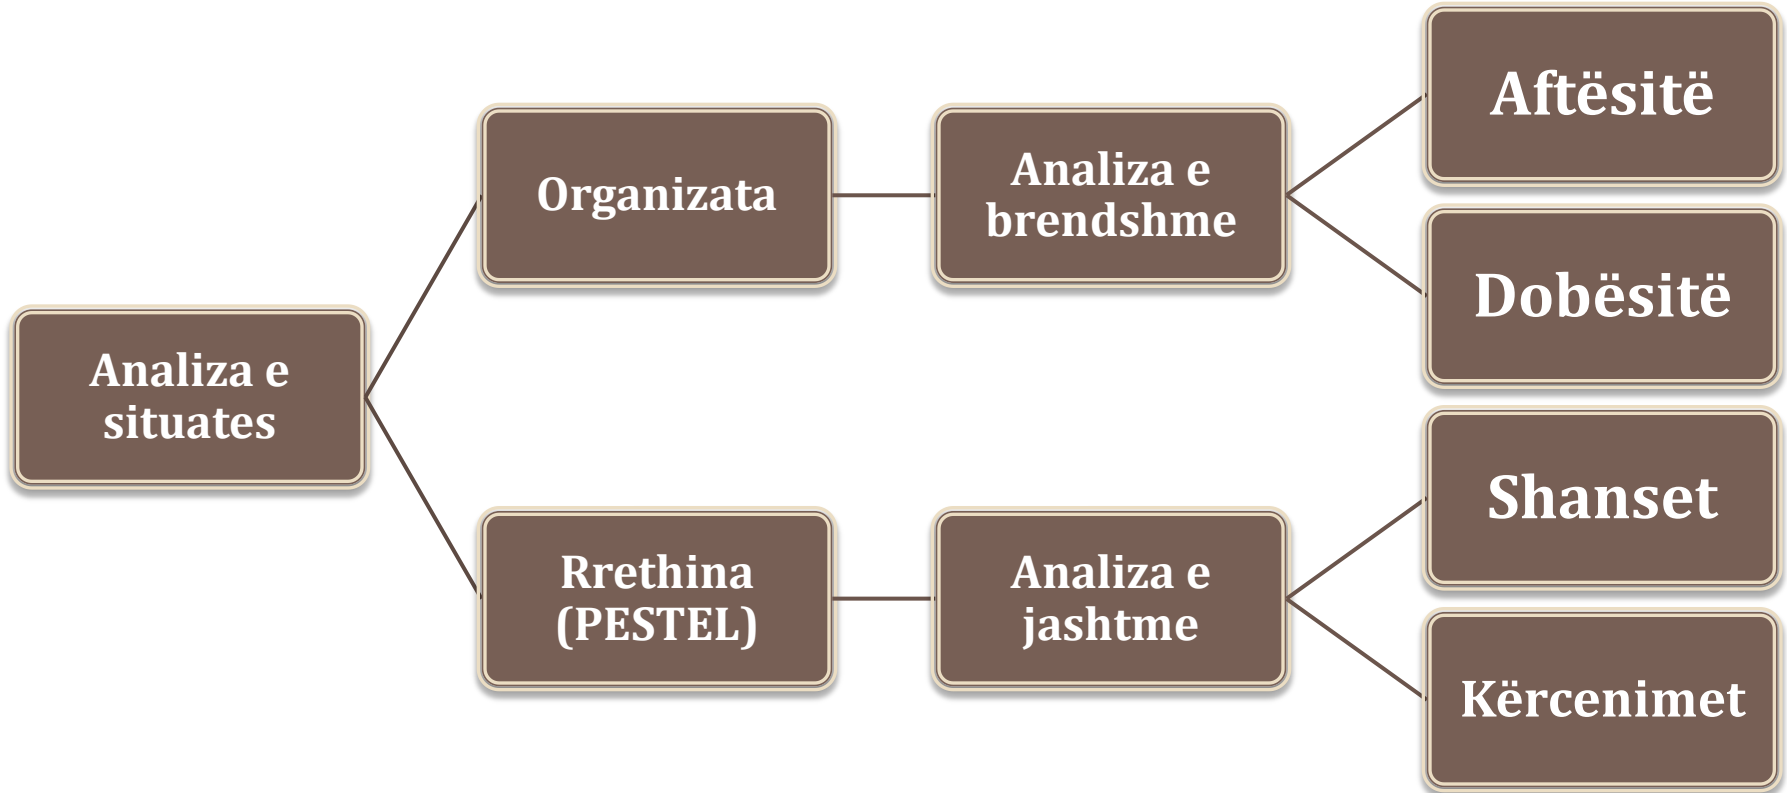 Analiza e
situates
Organizata
Analiza e
brendshme
Aftësitë
Dobësitë
Rrethina
(PESTEL)
Analiza e
jashtme
Shanset
Kërcenimet